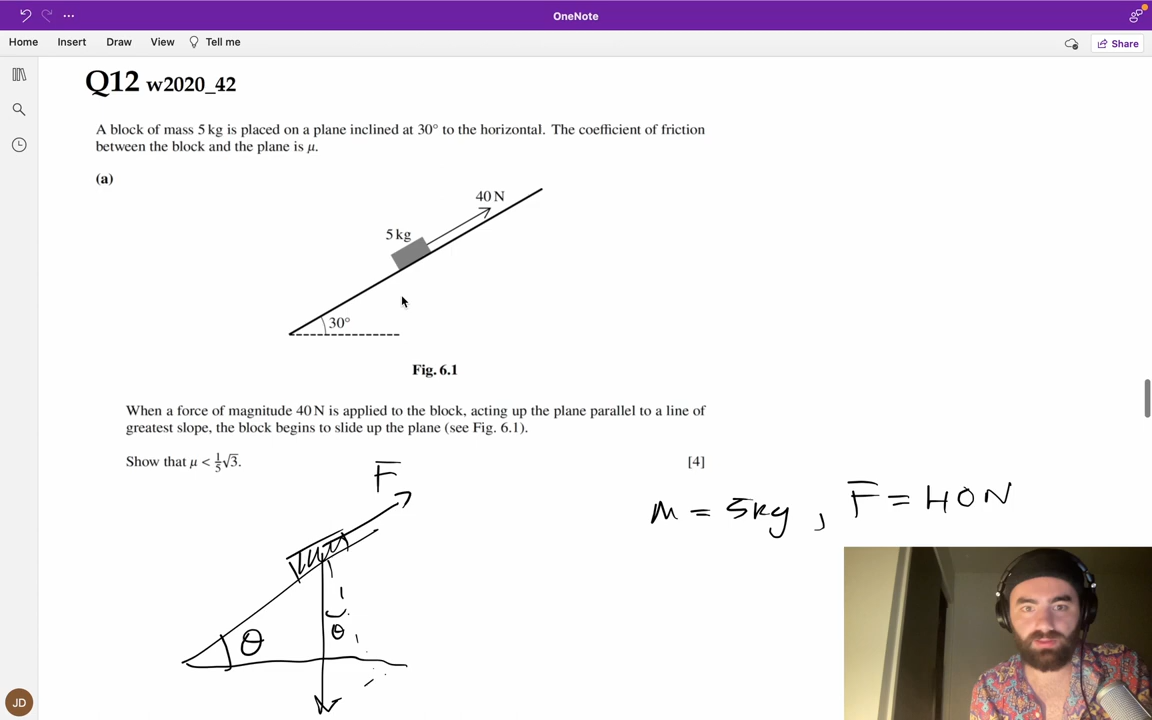 OneNote
Home Insert Draw View Tell me Share
Q12 w2020_42
A block of mass 5 kg is placed on a plane inclined at 30° to the horizontal. The coefficient of friction
between the block and the plane is μ.
(a)
40 N
5 kg
30°
Fig. 6.1
When a force of magnitude 40 N is applied to the block, acting up the plane parallel to a line of
greatest slope, the block begins to slide up the plane (see Fig. 6.1).
Show that μ < 1/5√3. [4]
F
m = 5kg, F = 40N
θ
θ
JD